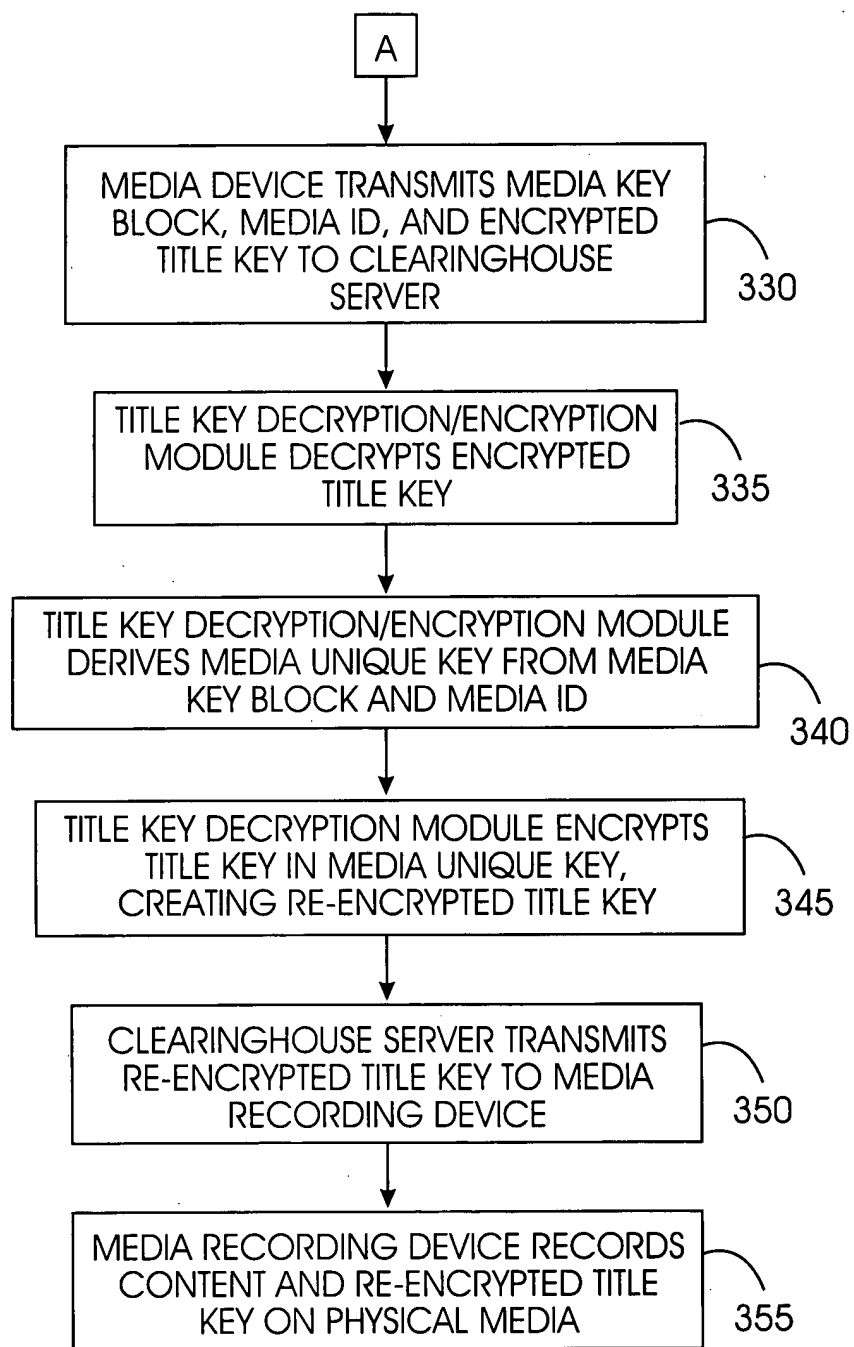 A
MEDIA DEVICE TRANSMITS MEDIA KEY
BLOCK, MEDIA ID, AND ENCRYPTED
TITLE KEY TO CLEARINGHOUSE
SERVER
330
TITLE KEY DECRYPTION/ENCRYPTION
MODULE DECRYPTS ENCRYPTED
TITLE KEY
335
TITLE KEY DECRYPTION/ENCRYPTION MODULE
DERIVES MEDIA UNIQUE KEY FROM MEDIA
KEY BLOCK AND MEDIA ID
340
TITLE KEY DECRYPTION MODULE ENCRYPTS
TITLE KEY IN MEDIA UNIQUE KEY,
CREATING RE-ENCRYPTED TITLE KEY
345
CLEARINGHOUSE SERVER TRANSMITS
RE-ENCRYPTED TITLE KEY TO MEDIA
RECORDING DEVICE
350
MEDIA RECORDING DEVICE RECORDS
CONTENT AND RE-ENCRYPTED TITLE
KEY ON PHYSICAL MEDIA
355